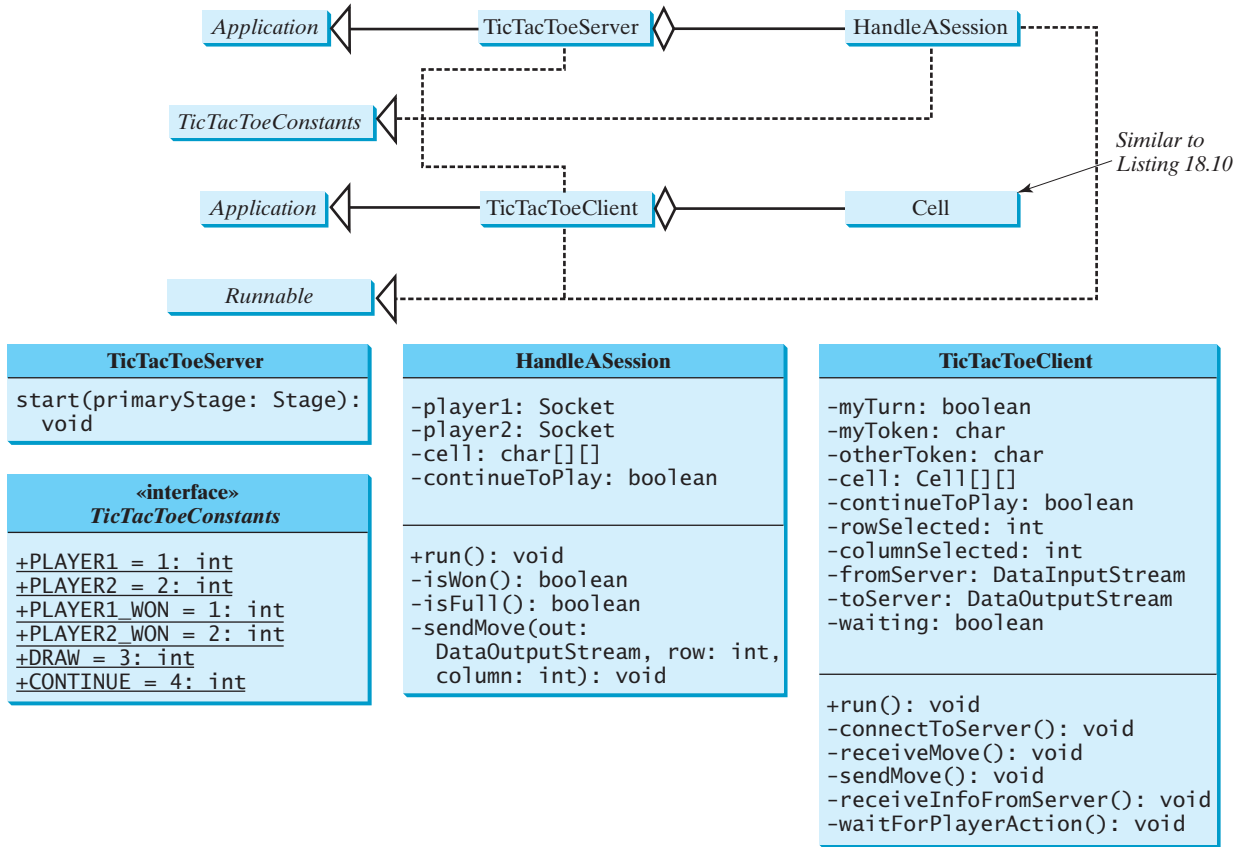 Application
TicTacToeServer
HandleASession
TicTacToeConstants
Similar to
Listing 18.10
Application
TicTacToeClient
Cell
Runnable
TicTacToeServer
start(primaryStage: Stage):
void
«interface»
TicTacToeConstants
+PLAYER1 = 1: int
+PLAYER2 = 2: int
+PLAYER1_WON = 1: int
+PLAYER2_WON = 2: int
+DRAW = 3: int
+CONTINUE = 4: int
HandleASession
-player1: Socket
-player2: Socket
-cell: char[][]
-continueToPlay: boolean
+run(): void
-isWon(): boolean
-isFull(): boolean
-sendMove(out:
DataOutputStream, row: int,
column: int): void
TicTacToeClient
-myTurn: boolean
-myToken: char
-otherToken: char
-cell: Cell[][]
-continueToPlay: boolean
-rowSelected: int
-columnSelected: int
-fromServer: DataInputStream
-toServer: DataOutputStream
-waiting: boolean
+run(): void
-connectToServer(): void
-receiveMove(): void
-sendMove(): void
-receiveInfoFromServer(): void
-waitForPlayerAction(): void